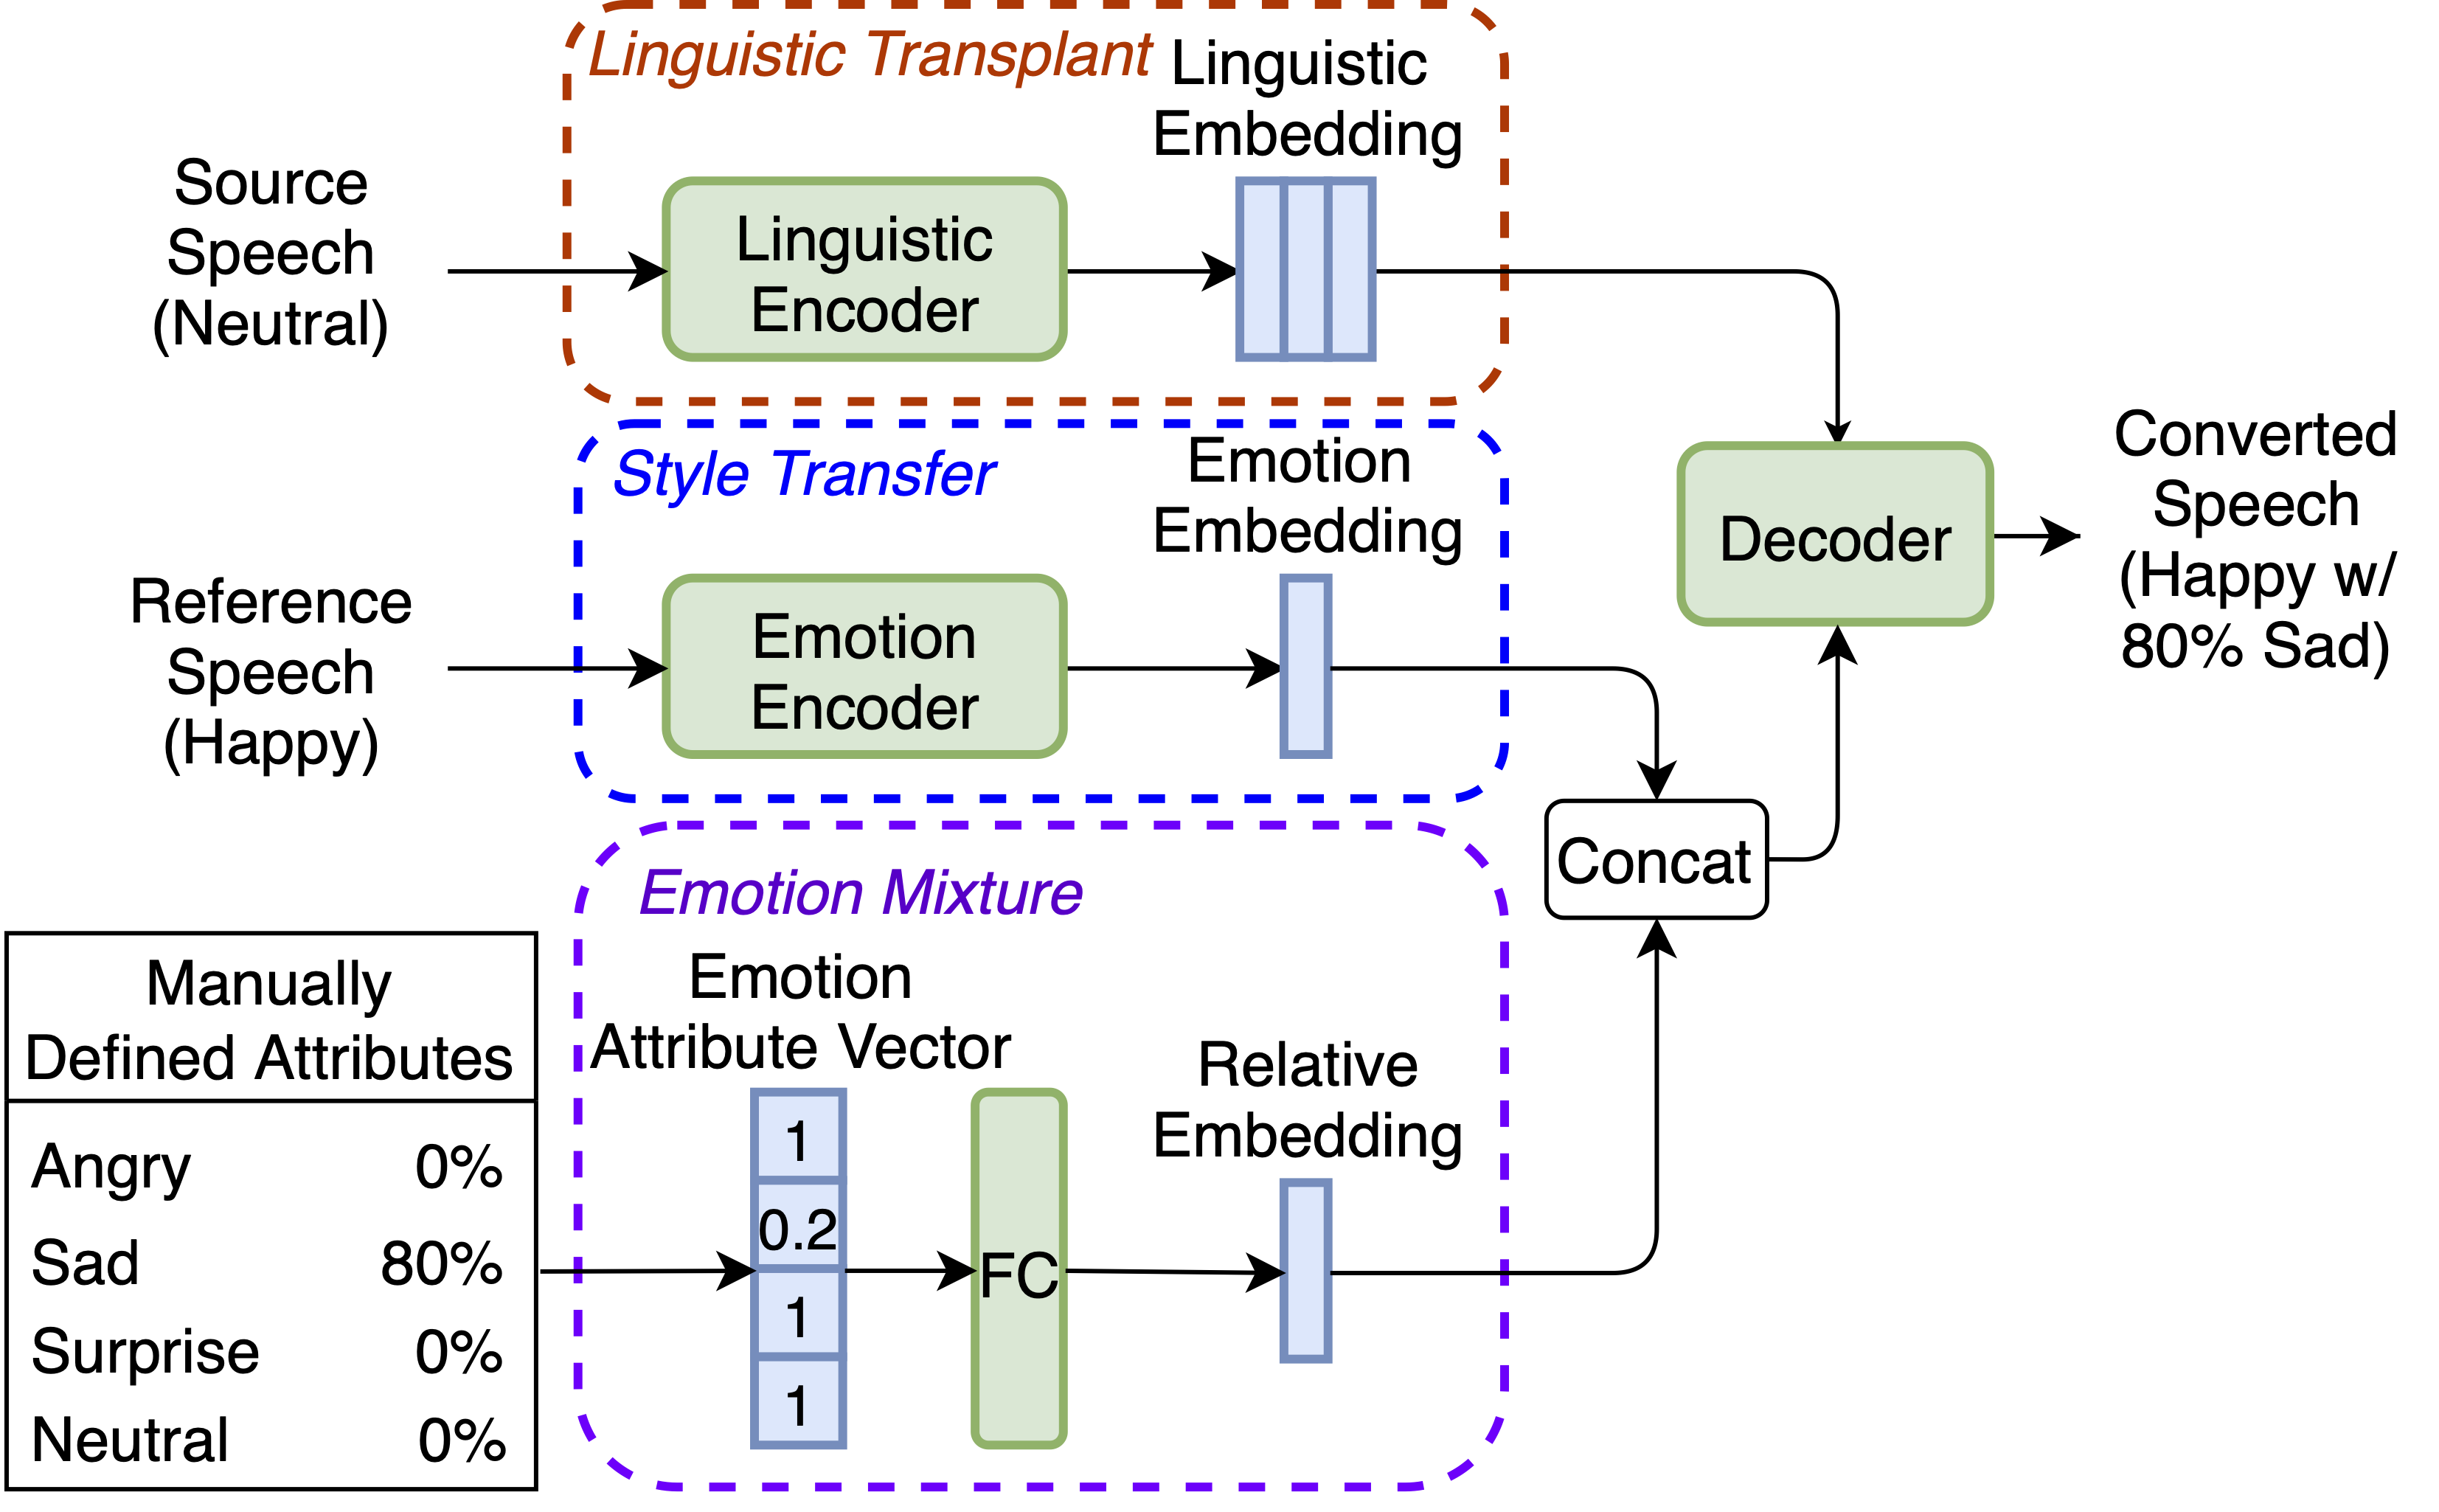 Linguistic Transplant
Linguistic
Embedding
Source
Speech
(Neutral)
Linguistic
Encoder
Style Transfer
Emotion
Embedding
Reference
Speech
(Happy)
Emotion
Encoder
Decoder
Converted
Speech
(Happy w/
80% Sad)
Concat
Emotion Mixture
Manually
Defined Attributes
Angry 0%
Sad 80%
Surprise 0%
Neutral 0%
Emotion
Attribute Vector
1
0.2
1
1
FC
Relative
Embedding